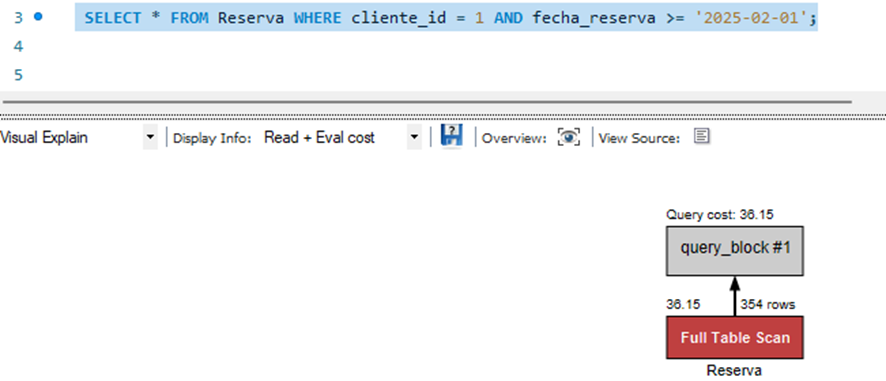 3 SELECT * FROM Reserva WHERE cliente_id = 1 AND fecha_reserva >= '2025-02-01';
4
5
Visual Explain Display Info: Read + Eval cost Overview: View Source:
Query cost: 36.15
query_block #1
36.15 354 rows
Full Table Scan
Reserva